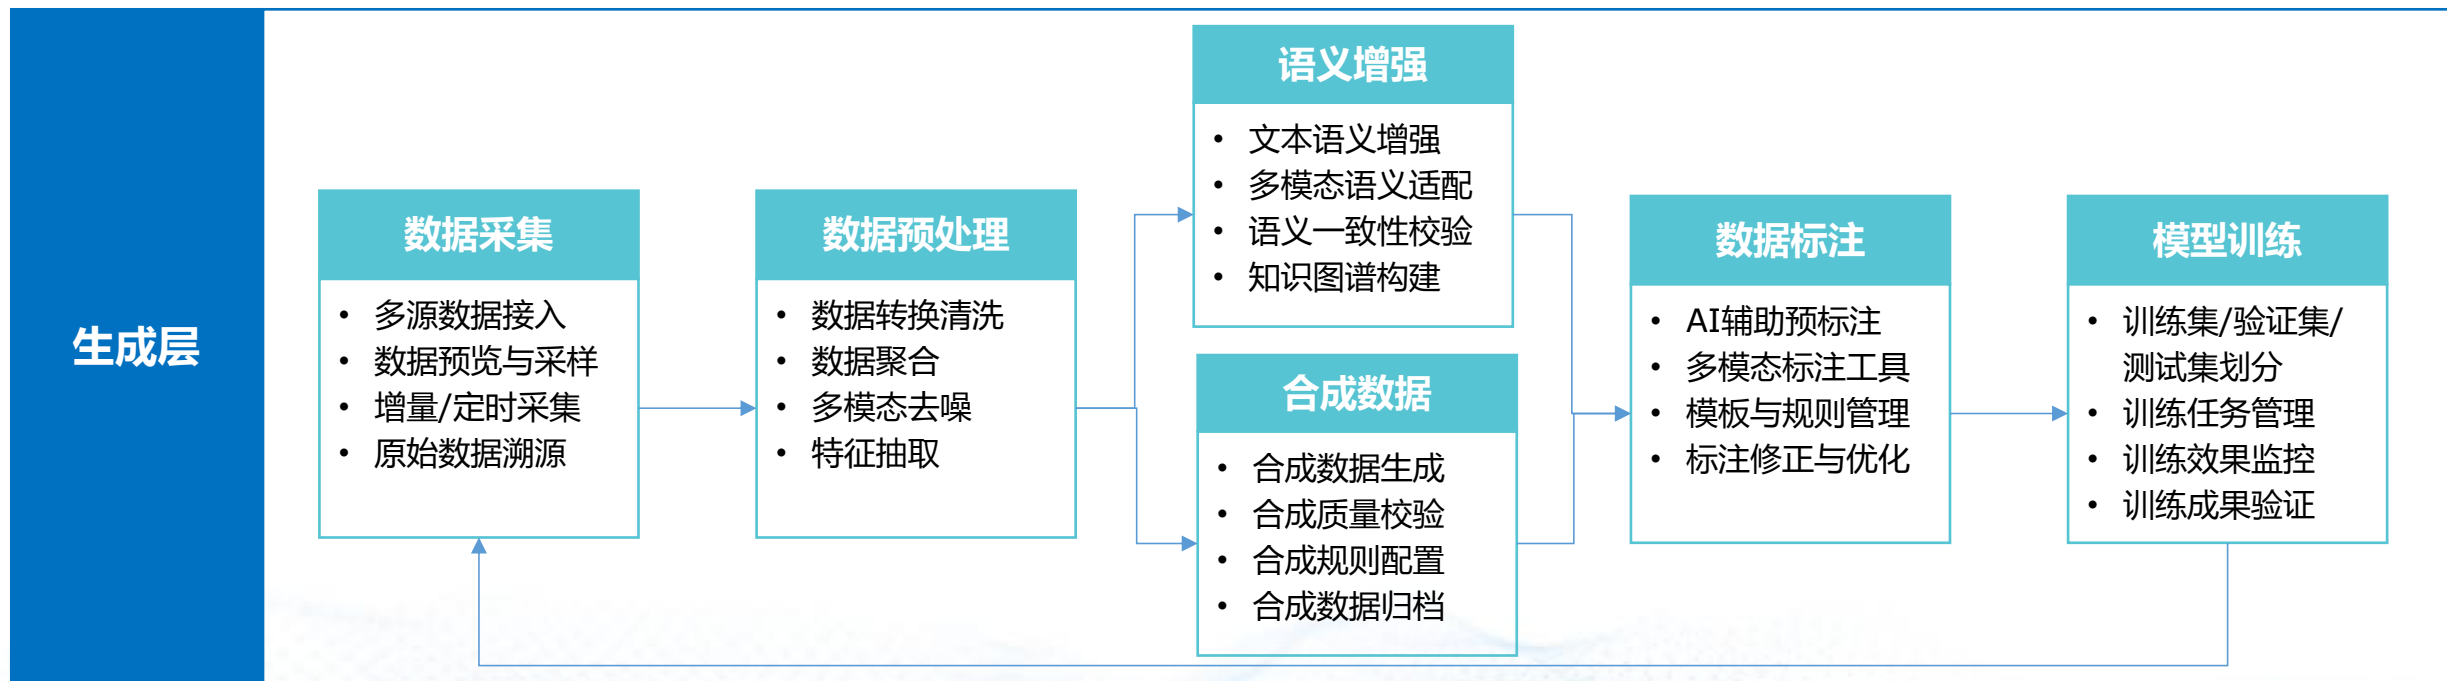 生成层
数据采集
• 多源数据接入
• 数据预览与采样
• 增量/定时采集
• 原始数据溯源
数据预处理
• 数据转换清洗
• 数据聚合
• 多模态去噪
• 特征抽取
语义增强
• 文本语义增强
• 多模态语义适配
• 语义一致性校验
• 知识图谱构建
合成数据
• 合成数据生成
• 合成质量校验
• 合成规则配置
• 合成数据归档
数据标注
• AI辅助预标注
• 多模态标注工具
• 模板与规则管理
• 标注修正与优化
模型训练
• 训练集/验证集/
测试集划分
• 训练任务管理
• 训练效果监控
• 训练成果验证